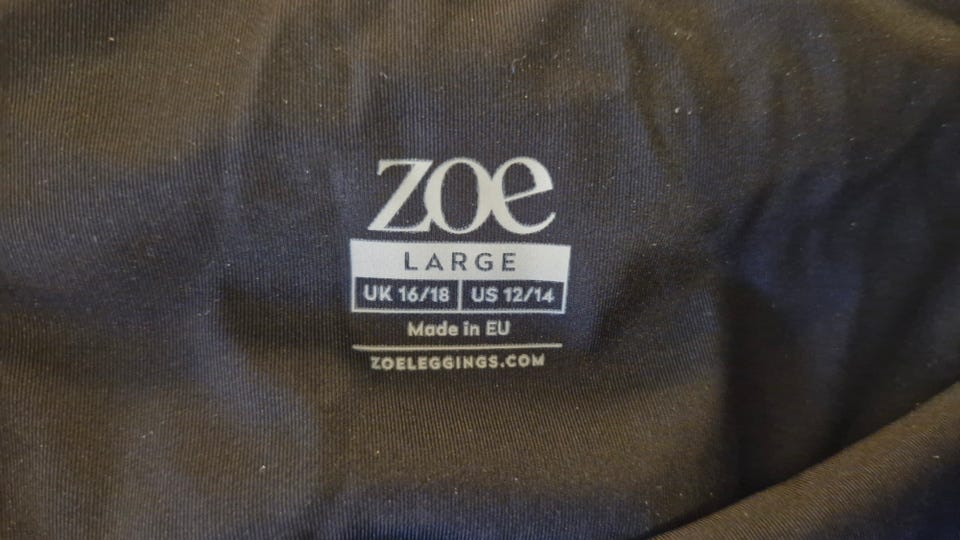 zoe
LARGE
UK 16/18 US 12/14
Made in EU
ZOELEGGINGS.COM